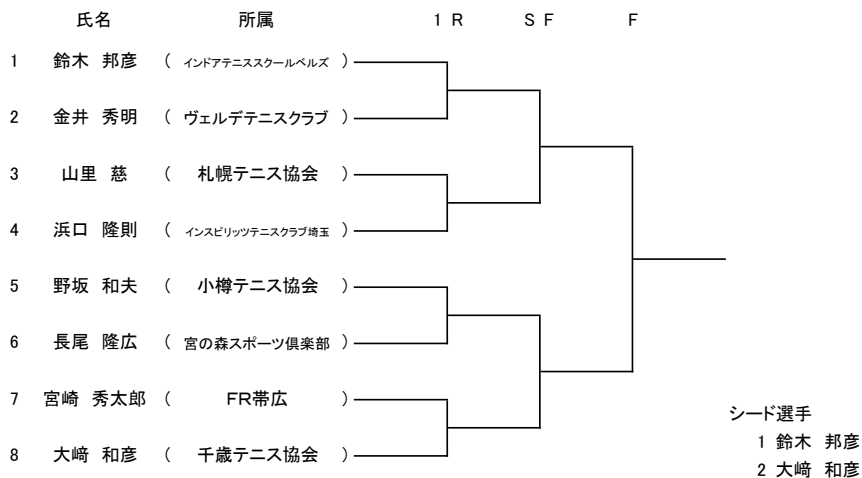 氏名 所属 1 R S F F
1 鈴木 邦彦 ( インドアテニススクールベルズ )
2 金井 秀明 ( ヴェルデテニスクラブ )
3 山里 慈 ( 札幌テニス協会 )
4 浜口 隆則 ( インスピリッツテニスクラブ埼玉 )
5 野坂 和夫 ( 小樽テニス協会 )
6 長尾 隆広 ( 宮の森スポーツ倶楽部 )
7 宮崎 秀太郎 ( FR帯広 )
8 大﨑 和彦 ( 千歳テニス協会 )
シード選手
1 鈴木 邦彦
2 大﨑 和彦